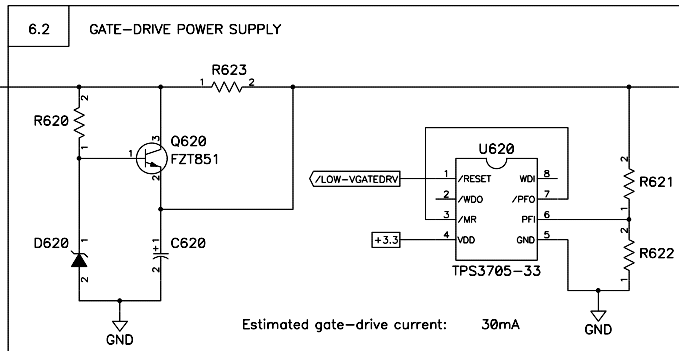 6.2 GATE-DRIVE POWER SUPPLY
1 R623 2
2
R620
1
3
Q620
1
FZT851
2
D620 1
2
+ 1 C620
2
GND
U620
/LOW-VGATEDRV 1 /RESET WDI 8
2 /WDO /PFO 7
3 /MR PFI 6
+3.3 4 VDD GND 5
TPS3705-33
2
R621
1
2
R622
1
GND
Estimated gate-drive current: 30mA